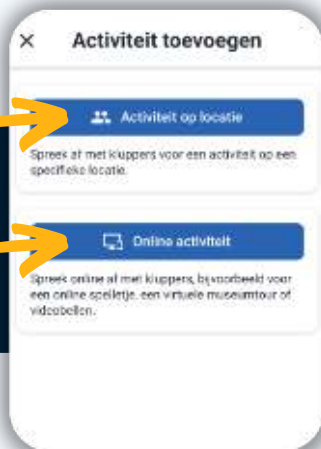 × Activiteit toevoegen
Activiteit op locatie
Spreek af met kluppers voor een activiteit op een
specifieke locatie.
Online activiteit
Spreek online af met kluppers, bijvoorbeeld voor
een online spelletje, een virtuele museumtour of
videobellen.